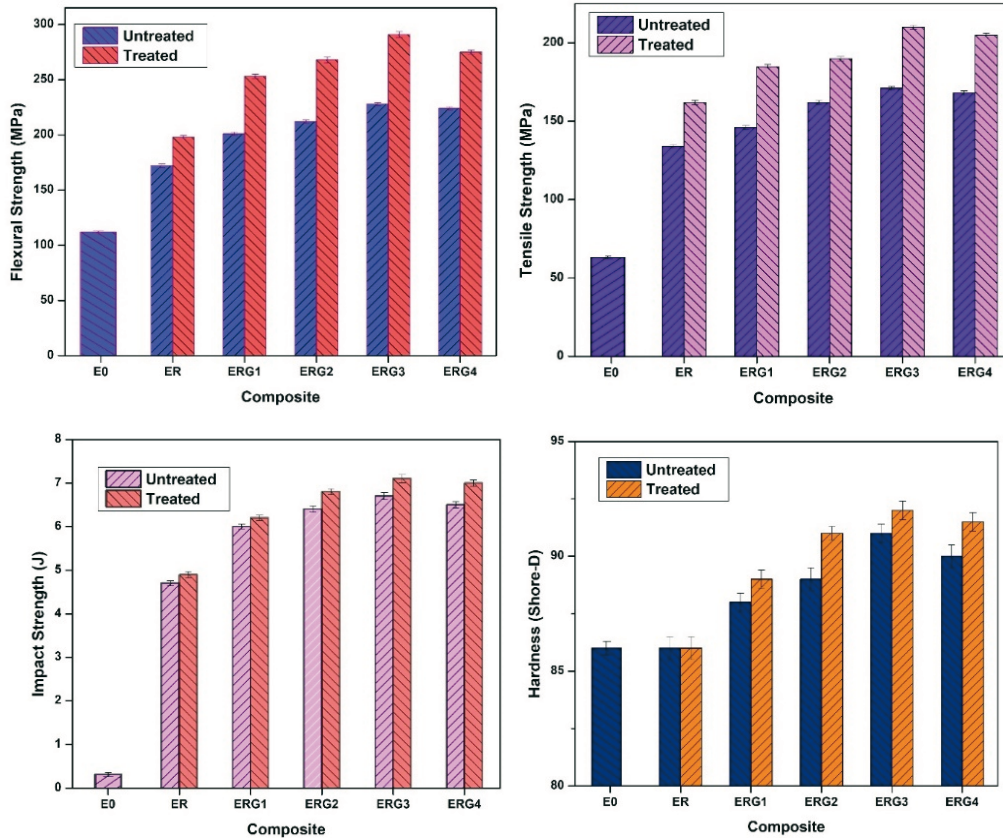 Flexural Strength (MPa)
300
250
200
150
100
50
0
Untreated
Treated
E0 ER ERG1 ERG2 ERG3 ERG4
Composite
Tensile Strength (MPa)
200
150
100
50
0
Untreated
Treated
E0 ER ERG1 ERG2 ERG3 ERG4
Composite
Impact Strength (J)
8
7
6
5
4
3
2
1
0
Untreated
Treated
E0 ER ERG1 ERG2 ERG3 ERG4
Composite
Hardness (Shore-D)
95
90
85
80
Untreated
Treated
E0 ER ERG1 ERG2 ERG3 ERG4
Composite